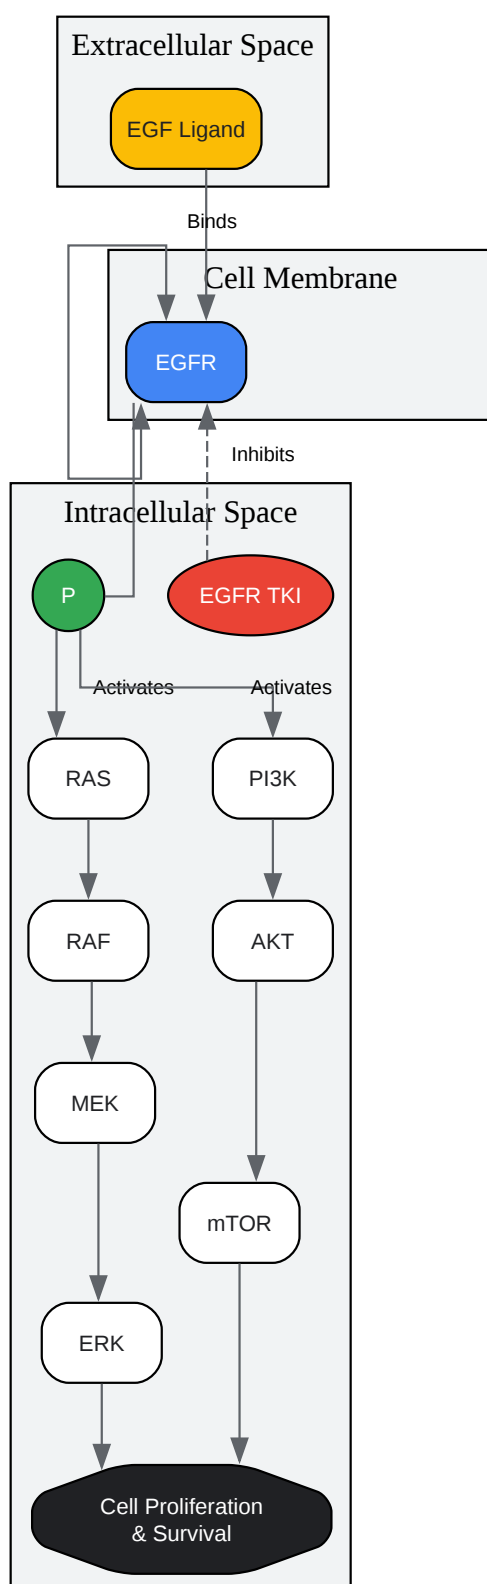 Extracellular Space
EGF Ligand
Binds
Cell Membrane
EGFR
Inhibits
Intracellular Space
P
EGFR TKI
Activates
Activates
RAS
PI3K
RAF
AKT
MEK
mTOR
ERK
Cell Proliferation
& Survival